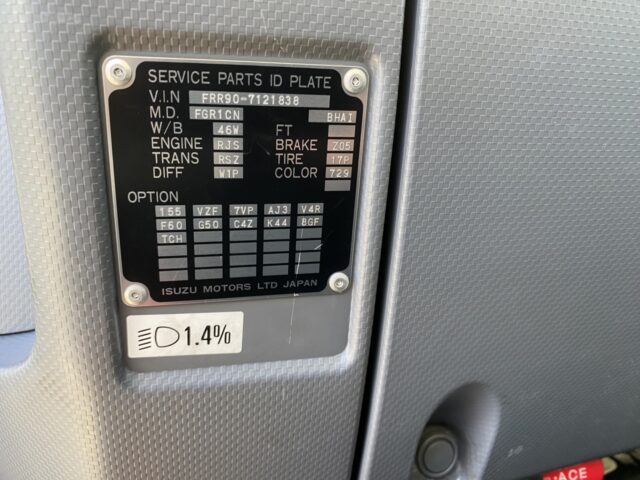 SERVICE PARTS ID PLATE
V.I.N FRR90-7121838
M.D. FGR1CN BHAI
W/B 46W FT
ENGINE RJS BRAKE Z05
TRANS RSZ TIRE 17P
DIFF W1P COLOR 729
OPTION
155 VZF 7VP AJ3 V4R
F60 G50 C4Z K44 8GF
TCH
ISUZU MOTORS LTD JAPAN
1.4%